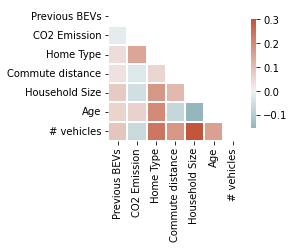 Previous BEVs
CO2 Emission
Home Type
Commute distance
Household Size
Age
# vehicles
0.3
0.2
0.1
0.0
−0.1
Previous BEVs
CO2 Emission
Home Type
Commute distance
Household Size
Age
# vehicles